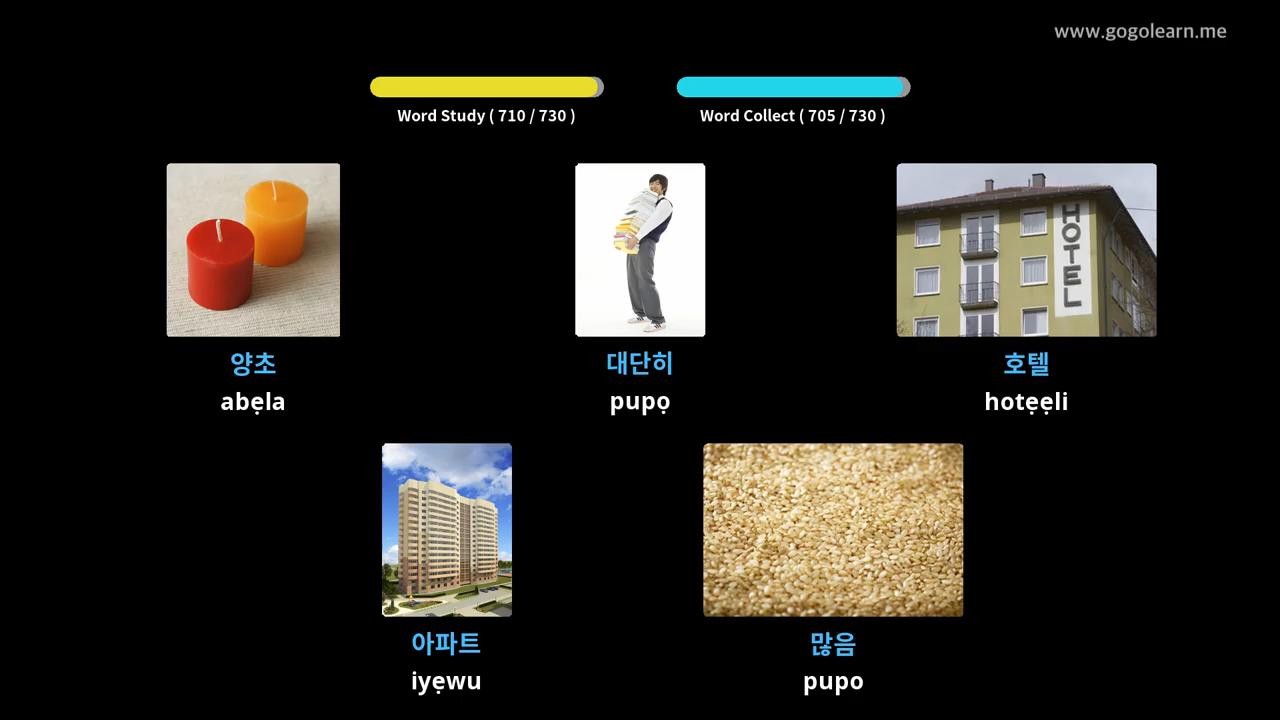 www.gogolearn.me
Word Study ( 710 / 730 )
Word Collect ( 705 / 730 )
HOTEL
양초
abẹla
대단히
pupọ
호텔
hotẹẹli
아파트
iyẹwu
많음
pupo